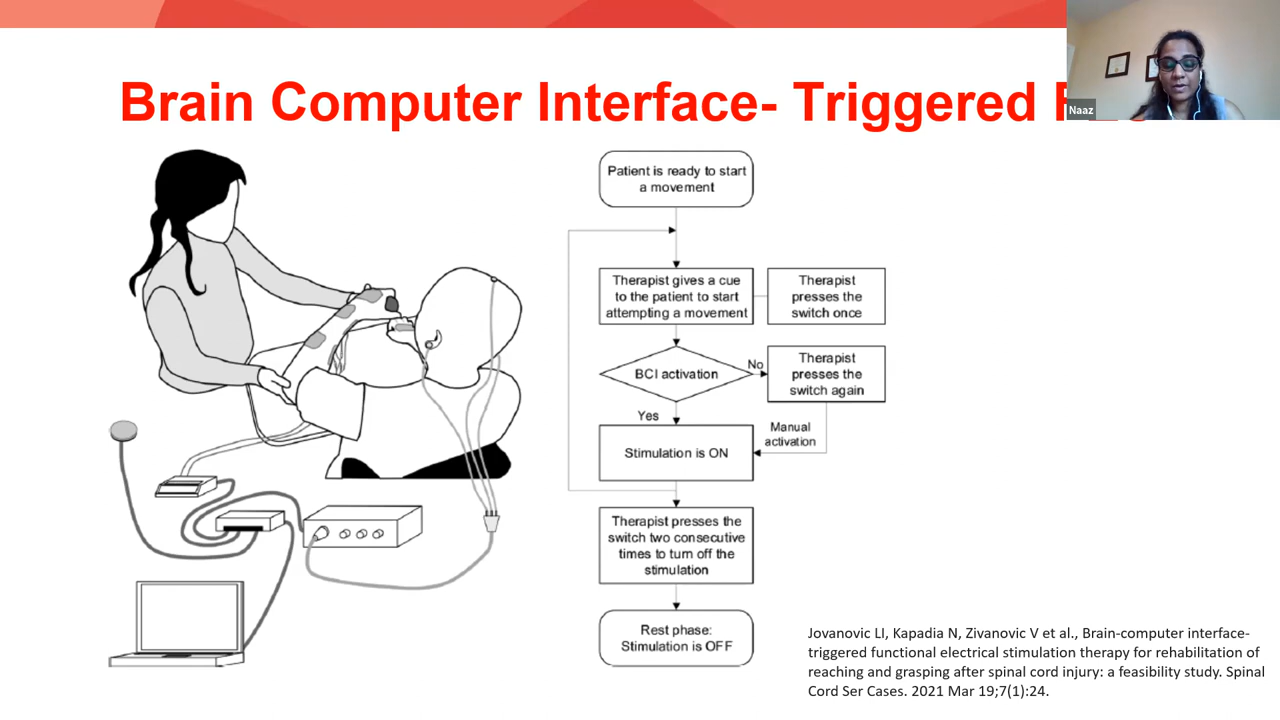 Brain Computer Interface- Triggered
Naaz
Patient is ready to start
a movement
Therapist gives a cue
to the patient to start
attempting a movement
Therapist
presses the
switch once
BCI activation
No
Therapist
presses the
switch again
Yes
Manual
activation
Stimulation is ON
Therapist presses the
switch two consecutive
times to turn off the
stimulation
Rest phase:
Stimulation is OFF
Jovanovic LI, Kapadia N, Zivanovic V et al., Brain-computer interface-
triggered functional electrical stimulation therapy for rehabilitation of
reaching and grasping after spinal cord injury: a feasibility study. Spinal
Cord Ser Cases. 2021 Mar 19;7(1):24.